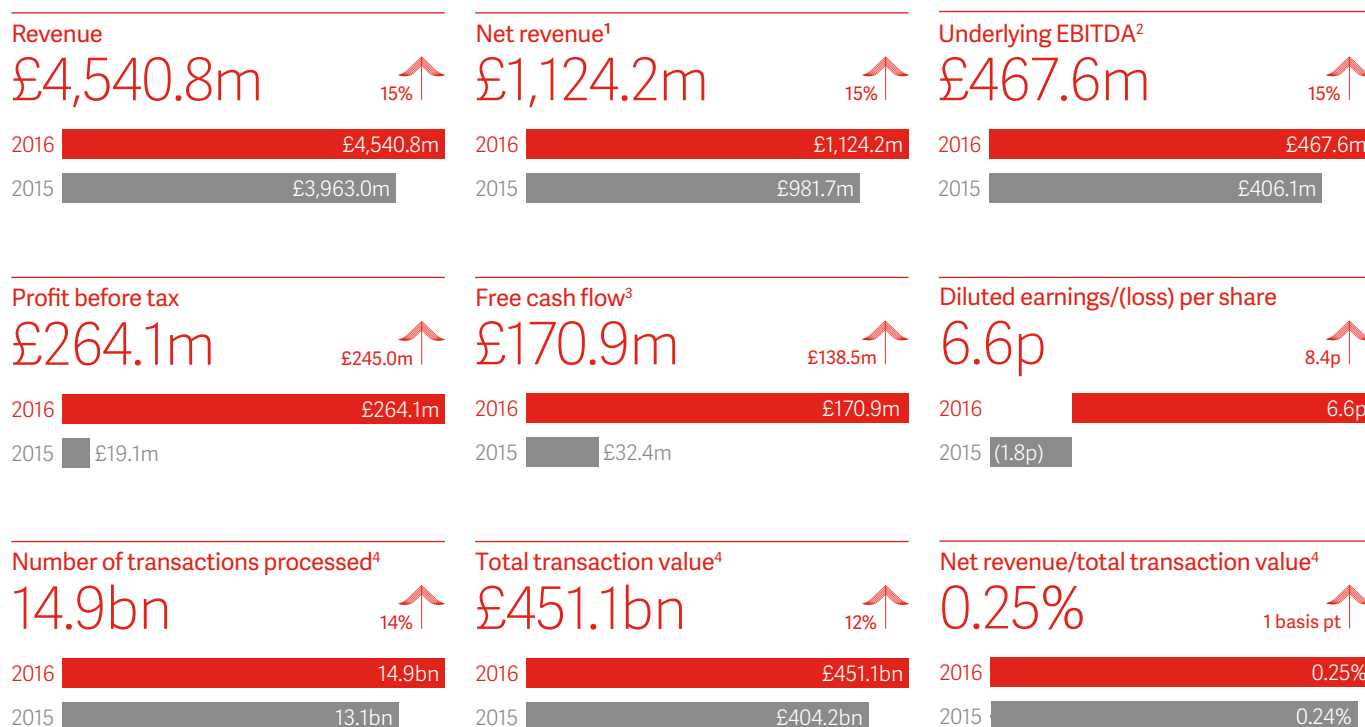 Revenue
£4,540.8m
15%
2016 £4,540.8m
2015 £3,963.0m
Net revenue¹
£1,124.2m
15%
2016 £1,124.2m
2015 £981.7m
Underlying EBITDA²
£467.6m
15%
2016 £467.6m
2015 £406.1m
Profit before tax
£264.1m
£245.0m
2016 £264.1m
2015 £19.1m
Free cash flow³
£170.9m
£138.5m
2016 £170.9m
2015 £32.4m
Diluted earnings/(loss) per share
6.6p
8.4p
2016 6.6p
2015 (1.8p)
Number of transactions processed⁴
14.9bn
14%
2016 14.9bn
2015 13.1bn
Total transaction value⁴
£451.1bn
12%
2016 £451.1bn
2015 £404.2bn
Net revenue/total transaction value⁴
0.25%
1 basis pt
2016 0.25%
2015 0.24%